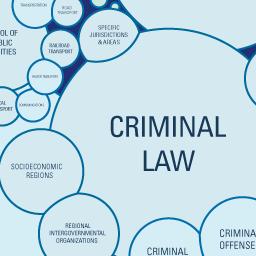 TRANSPORTATION
ROAD
TRANSPORT
SPECIFIC
JURISDICTIONS
& AREAS
OL OF
BLIC
ITIES
RAILROAD
TRANSPORT
WATER TRANSPORT
CAL
SPORT
COMMUNICATIONS
CRIMINAL
LAW
SOCIOECONOMIC
REGIONS
REGIONAL
INTERGOVERNMENTAL
ORGANIZATIONS
CRIMINAL
CRIMINA
OFFENSE